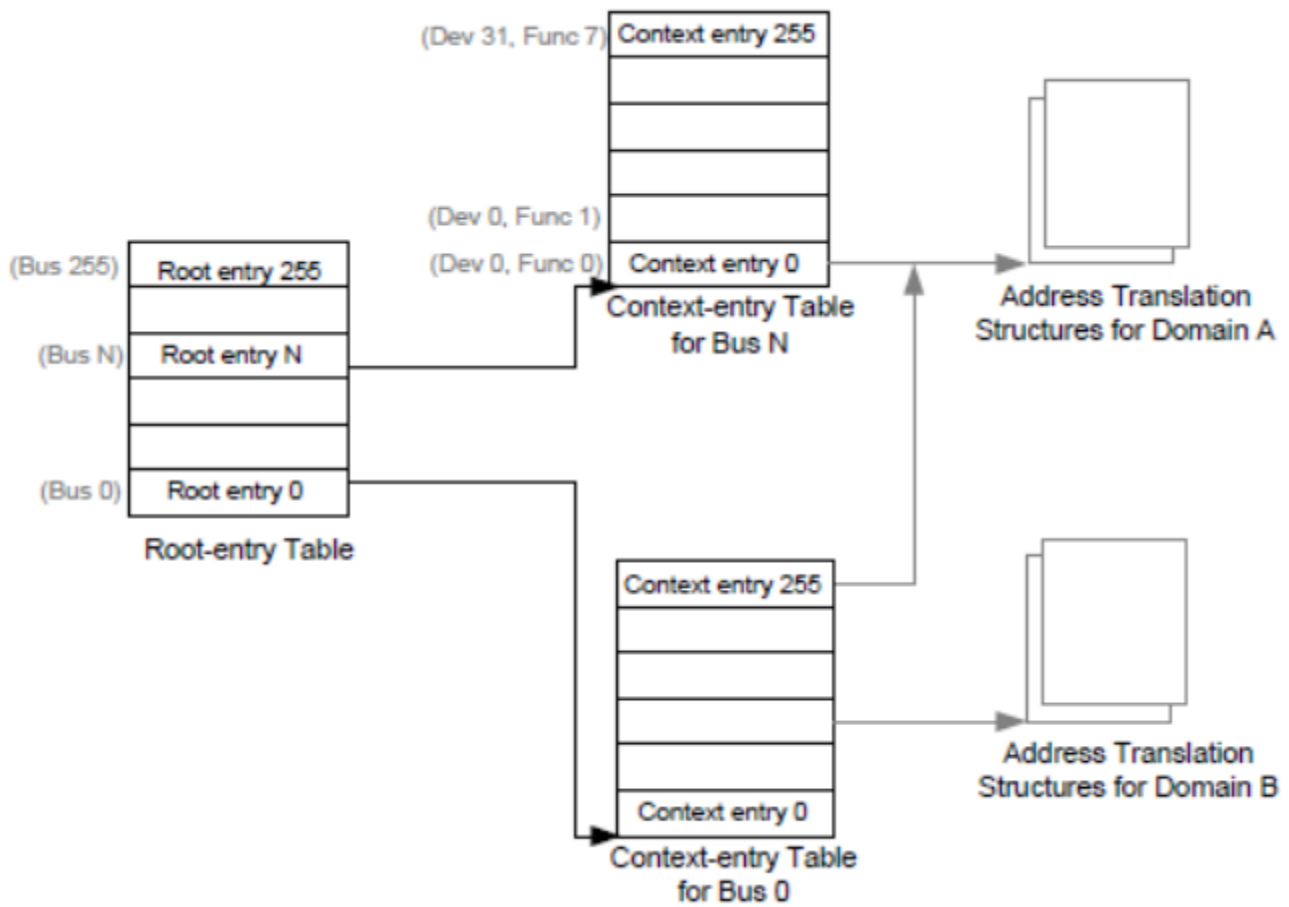 (Dev 31, Func 7)
Context entry 255
(Dev 0, Func 1)
(Dev 0, Func 0)
Context entry 0
Context-entry Table
for Bus N
Address Translation
Structures for Domain A
(Bus 255)
Root entry 255
(Bus N)
Root entry N
(Bus 0)
Root entry 0
Root-entry Table
Context entry 255
Context entry 0
Context-entry Table
for Bus 0
Address Translation
Structures for Domain B